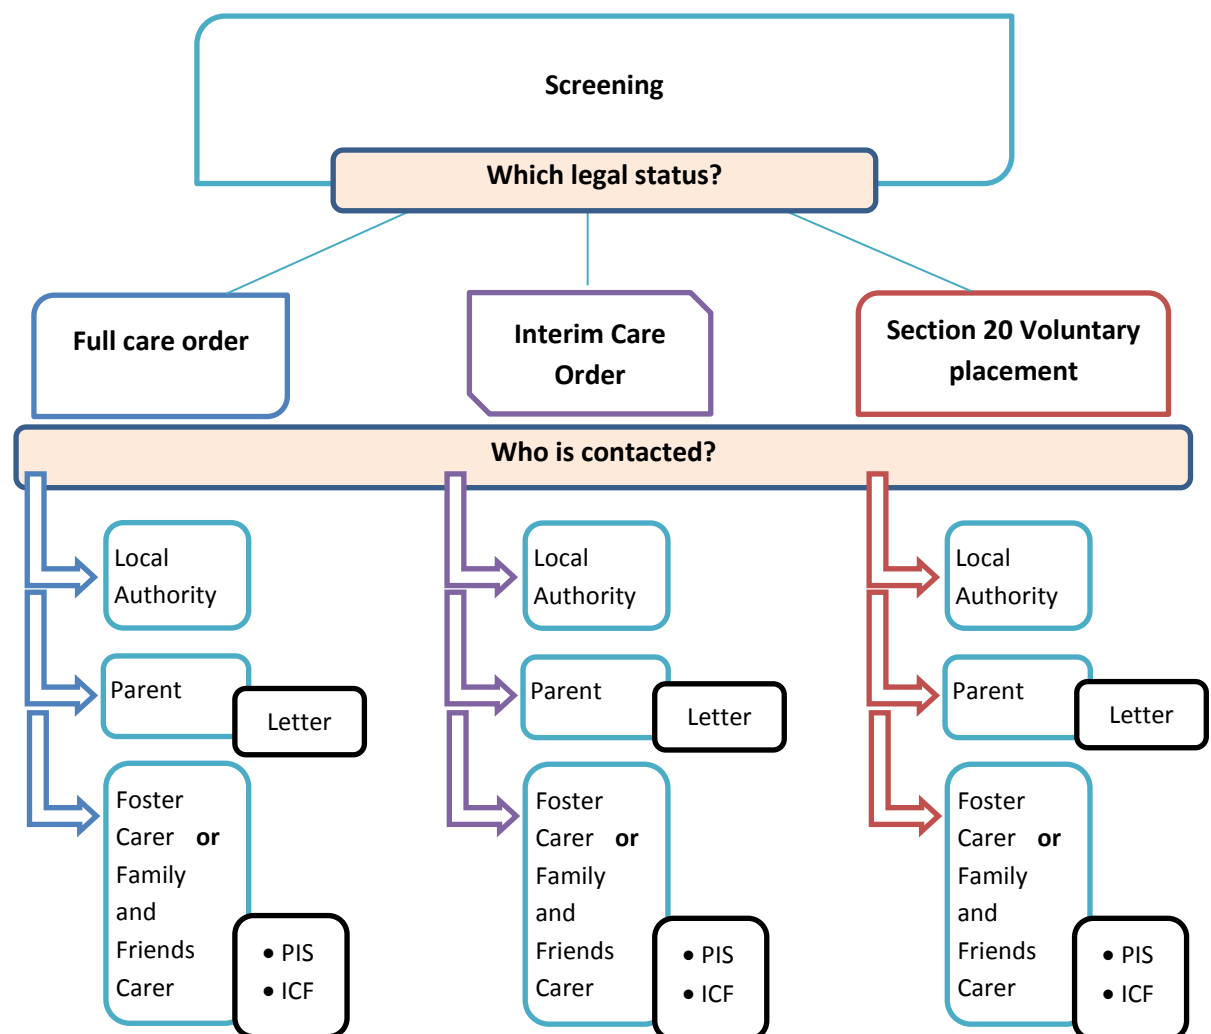 Screening
Which legal status?
Full care order
Interim Care
Order
Section 20 Voluntary
placement
Who is contacted?
Local
Authority
Parent
Letter
Foster
Carer or
Family
and
Friends
Carer
• PIS
• ICF
Local
Authority
Parent
Letter
Foster
Carer or
Family
and
Friends
Carer
• PIS
• ICF
Local
Authority
Parent
Letter
Foster
Carer or
Family
and
Friends
Carer
• PIS
• ICF